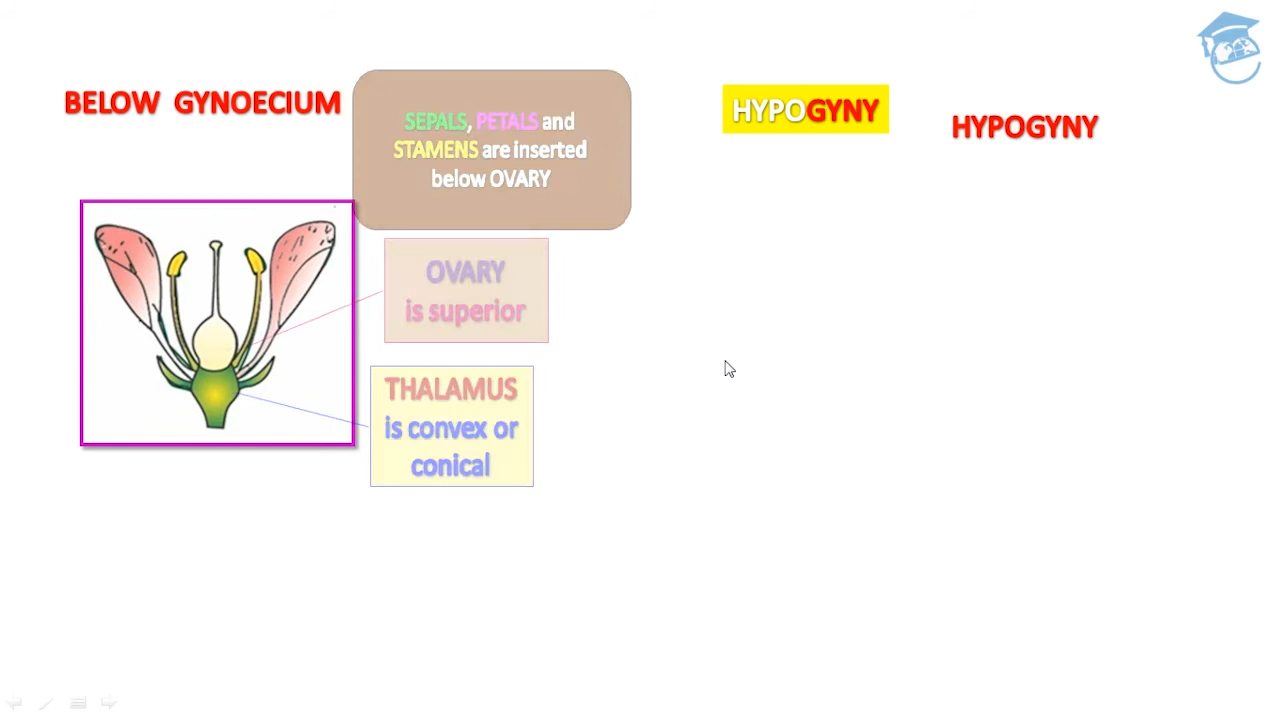 BELOW GYNOECIUM
SEPALS, PETALS and
STAMENS are inserted
below OVARY
HYPOGYNY
HYPOGYNY
OVARY
is superior
THALAMUS
is convex or
conical